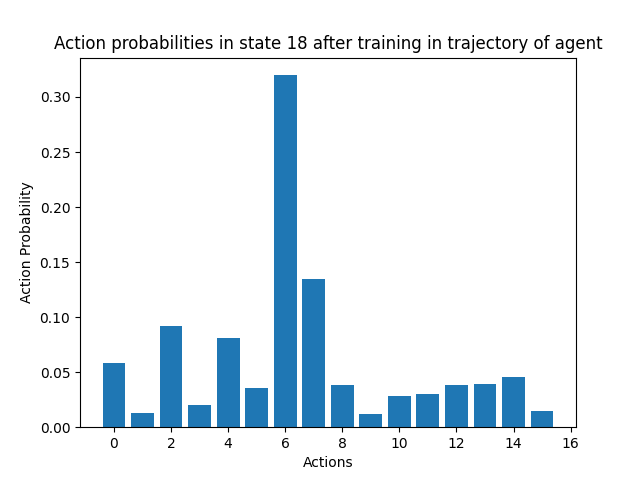 Action probabilities in state 18 after training in trajectory of agent
0.30
0.25
0.20
0.15
0.10
0.05
0.00
Action Probability
0 2 4 6 8 10 12 14 16
Actions